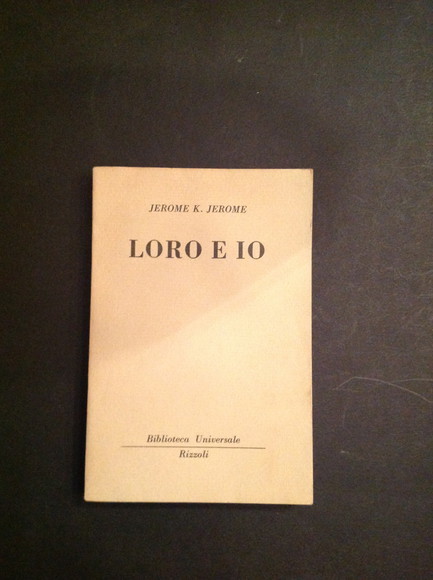 JEROME K. JEROME
LORO E IO
Biblioteca Universale
Rizzoli